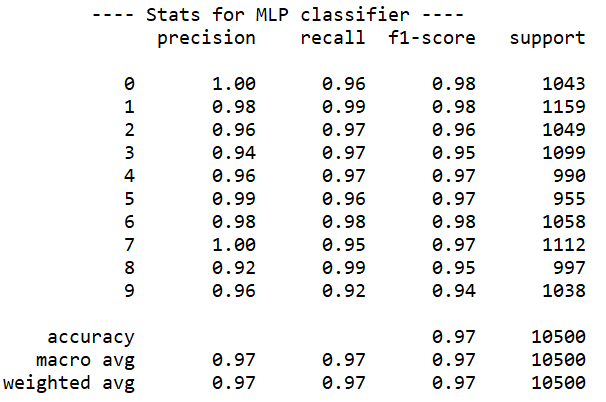 ---- Stats for MLP classifier ----
precision recall f1-score support
0 1.00 0.96 0.98 1043
1 0.98 0.99 0.98 1159
2 0.96 0.97 0.96 1049
3 0.94 0.97 0.95 1099
4 0.96 0.97 0.97 990
5 0.99 0.96 0.97 955
6 0.98 0.98 0.98 1058
7 1.00 0.95 0.97 1112
8 0.92 0.99 0.95 997
9 0.96 0.92 0.94 1038
accuracy 0.97 10500
macro avg 0.97 0.97 0.97 10500
weighted avg 0.97 0.97 0.97 10500